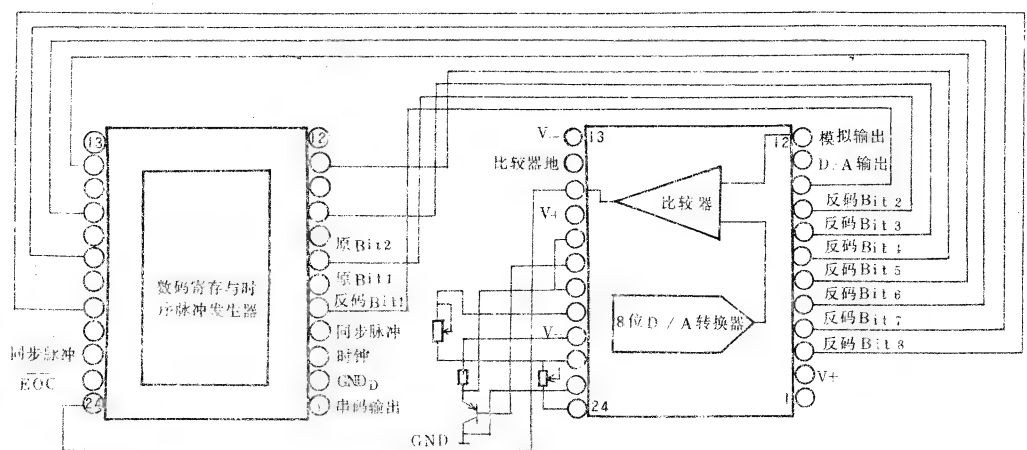 13
12
原Bit2
数码寄存与时
序脉冲发生器
原Bit1
反码Bit1
同步脉冲
同步脉冲
时钟
EOC
GND_D
24
串码输出
V-
13
12
模拟输出
比较器地
D/A输出
比较器
反码Bit2
V+
反码Bit3
反码Bit4
反码Bit5
反码Bit6
8位D/A转换器
反码Bit7
V-
反码Bit8
V+
24
1
GND